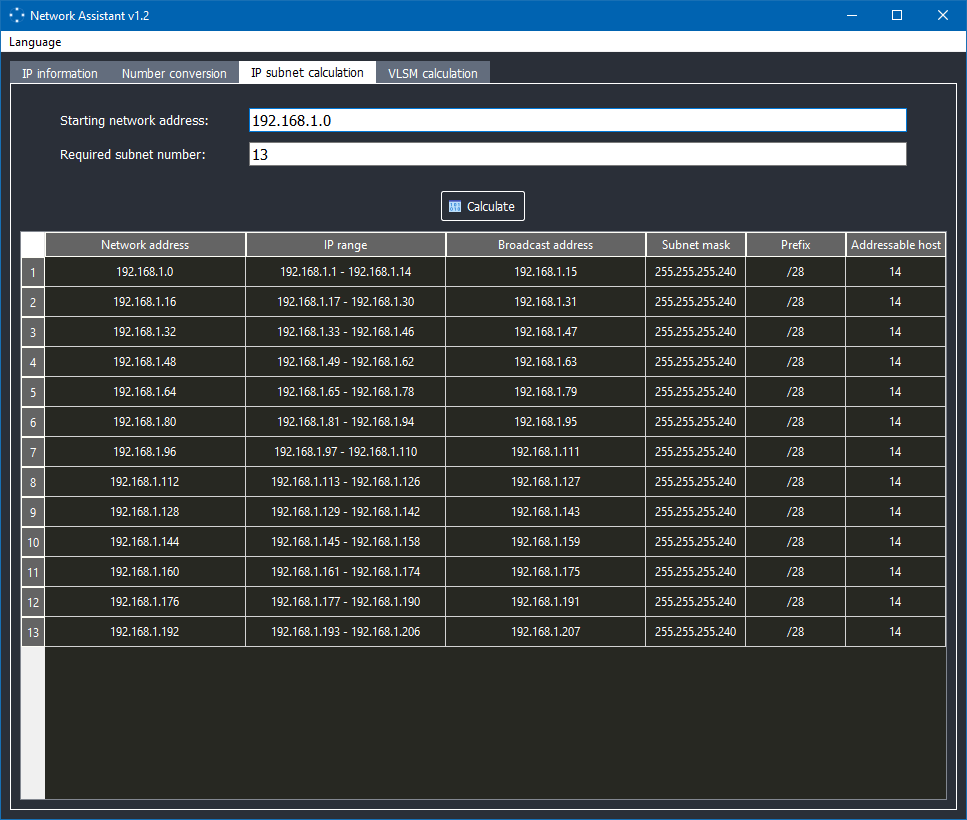 Network Assistant v1.2
Language
IP information Number conversion IP subnet calculation VLSM calculation
Starting network address: 192.168.1.0
Required subnet number: 13
Calculate
Network address IP range Broadcast address Subnet mask Prefix Addressable host
1 192.168.1.0 192.168.1.1 - 192.168.1.14 192.168.1.15 255.255.255.240 /28 14
2 192.168.1.16 192.168.1.17 - 192.168.1.30 192.168.1.31 255.255.255.240 /28 14
3 192.168.1.32 192.168.1.33 - 192.168.1.46 192.168.1.47 255.255.255.240 /28 14
4 192.168.1.48 192.168.1.49 - 192.168.1.62 192.168.1.63 255.255.255.240 /28 14
5 192.168.1.64 192.168.1.65 - 192.168.1.78 192.168.1.79 255.255.255.240 /28 14
6 192.168.1.80 192.168.1.81 - 192.168.1.94 192.168.1.95 255.255.255.240 /28 14
7 192.168.1.96 192.168.1.97 - 192.168.1.110 192.168.1.111 255.255.255.240 /28 14
8 192.168.1.112 192.168.1.113 - 192.168.1.126 192.168.1.127 255.255.255.240 /28 14
9 192.168.1.128 192.168.1.129 - 192.168.1.142 192.168.1.143 255.255.255.240 /28 14
10 192.168.1.144 192.168.1.145 - 192.168.1.158 192.168.1.159 255.255.255.240 /28 14
11 192.168.1.160 192.168.1.161 - 192.168.1.174 192.168.1.175 255.255.255.240 /28 14
12 192.168.1.176 192.168.1.177 - 192.168.1.190 192.168.1.191 255.255.255.240 /28 14
13 192.168.1.192 192.168.1.193 - 192.168.1.206 192.168.1.207 255.255.255.240 /28 14